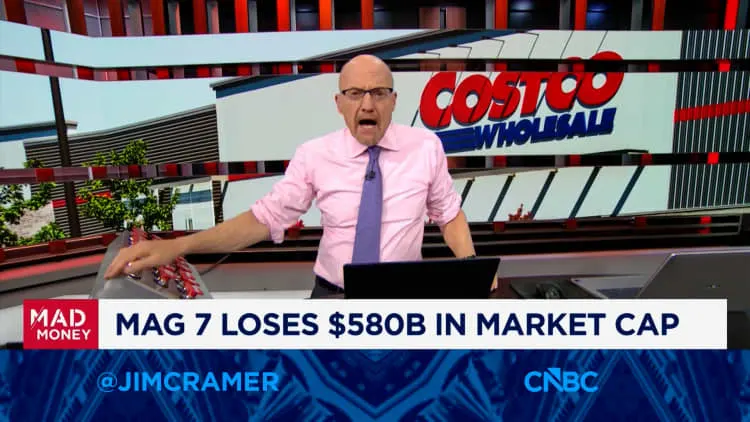 COSTCO
WHOLESALE
MAD
MONEY
MAG 7 LOSES $580B IN MARKET CAP
@JIMCRAMER
CNBC